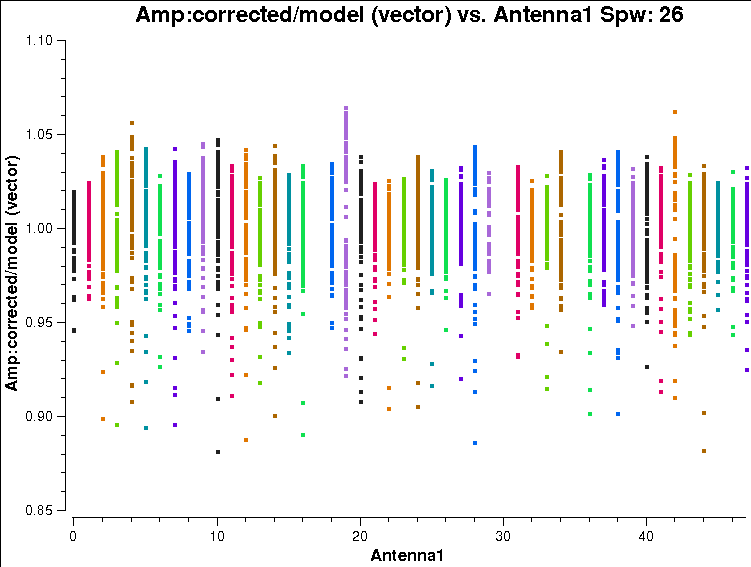 Amp:corrected/model (vector) vs. Antenna1 Spw: 26
Amp:corrected/model (vector)
1.10
1.05
1.00
0.95
0.90
0.85
0 10 20 30 40
Antenna1